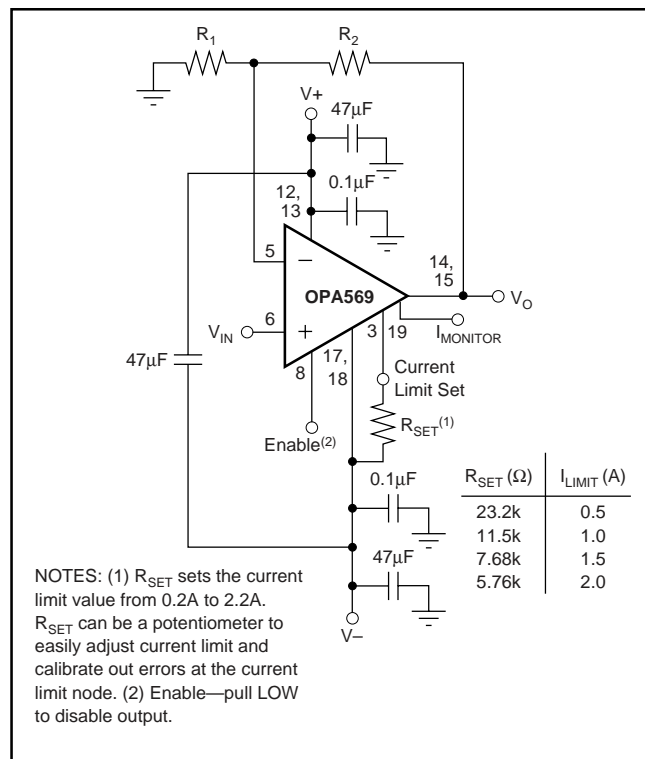 R1
R2
V+
47µF
0.1µF
12,
13
5
−
OPA569
14,
15
VO
6
VIN
+
3
19
IMONITOR
17,
18
8
47µF
Current
Limit Set
Enable(2)
RSET(1)
0.1µF
47µF
V–
RSET (Ω) ILIMIT (A)
23.2k 0.5
11.5k 1.0
7.68k 1.5
5.76k 2.0
NOTES: (1) RSET sets the current
limit value from 0.2A to 2.2A.
RSET can be a potentiometer to
easily adjust current limit and
calibrate out errors at the current
limit node. (2) Enable—pull LOW
to disable output.